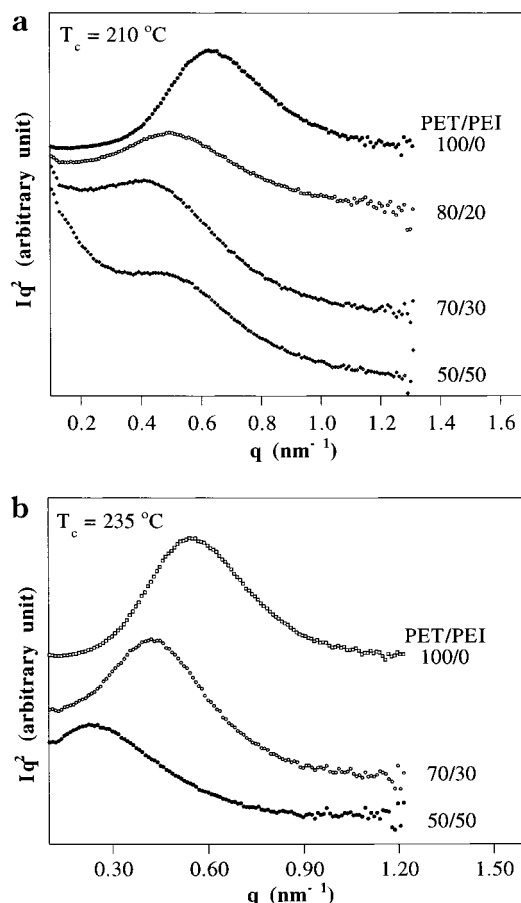 a
T_c = 210 °C
PET/PEI
100/0
80/20
70/30
50/50
Iq² (arbitrary unit)
0.2 0.4 0.6 0.8 1.0 1.2 1.4 1.6
q (nm⁻¹)
b
T_c = 235 °C
PET/PEI
100/0
70/30
50/50
Iq² (arbitrary unit)
0.30 0.60 0.90 1.20 1.50
q (nm⁻¹)